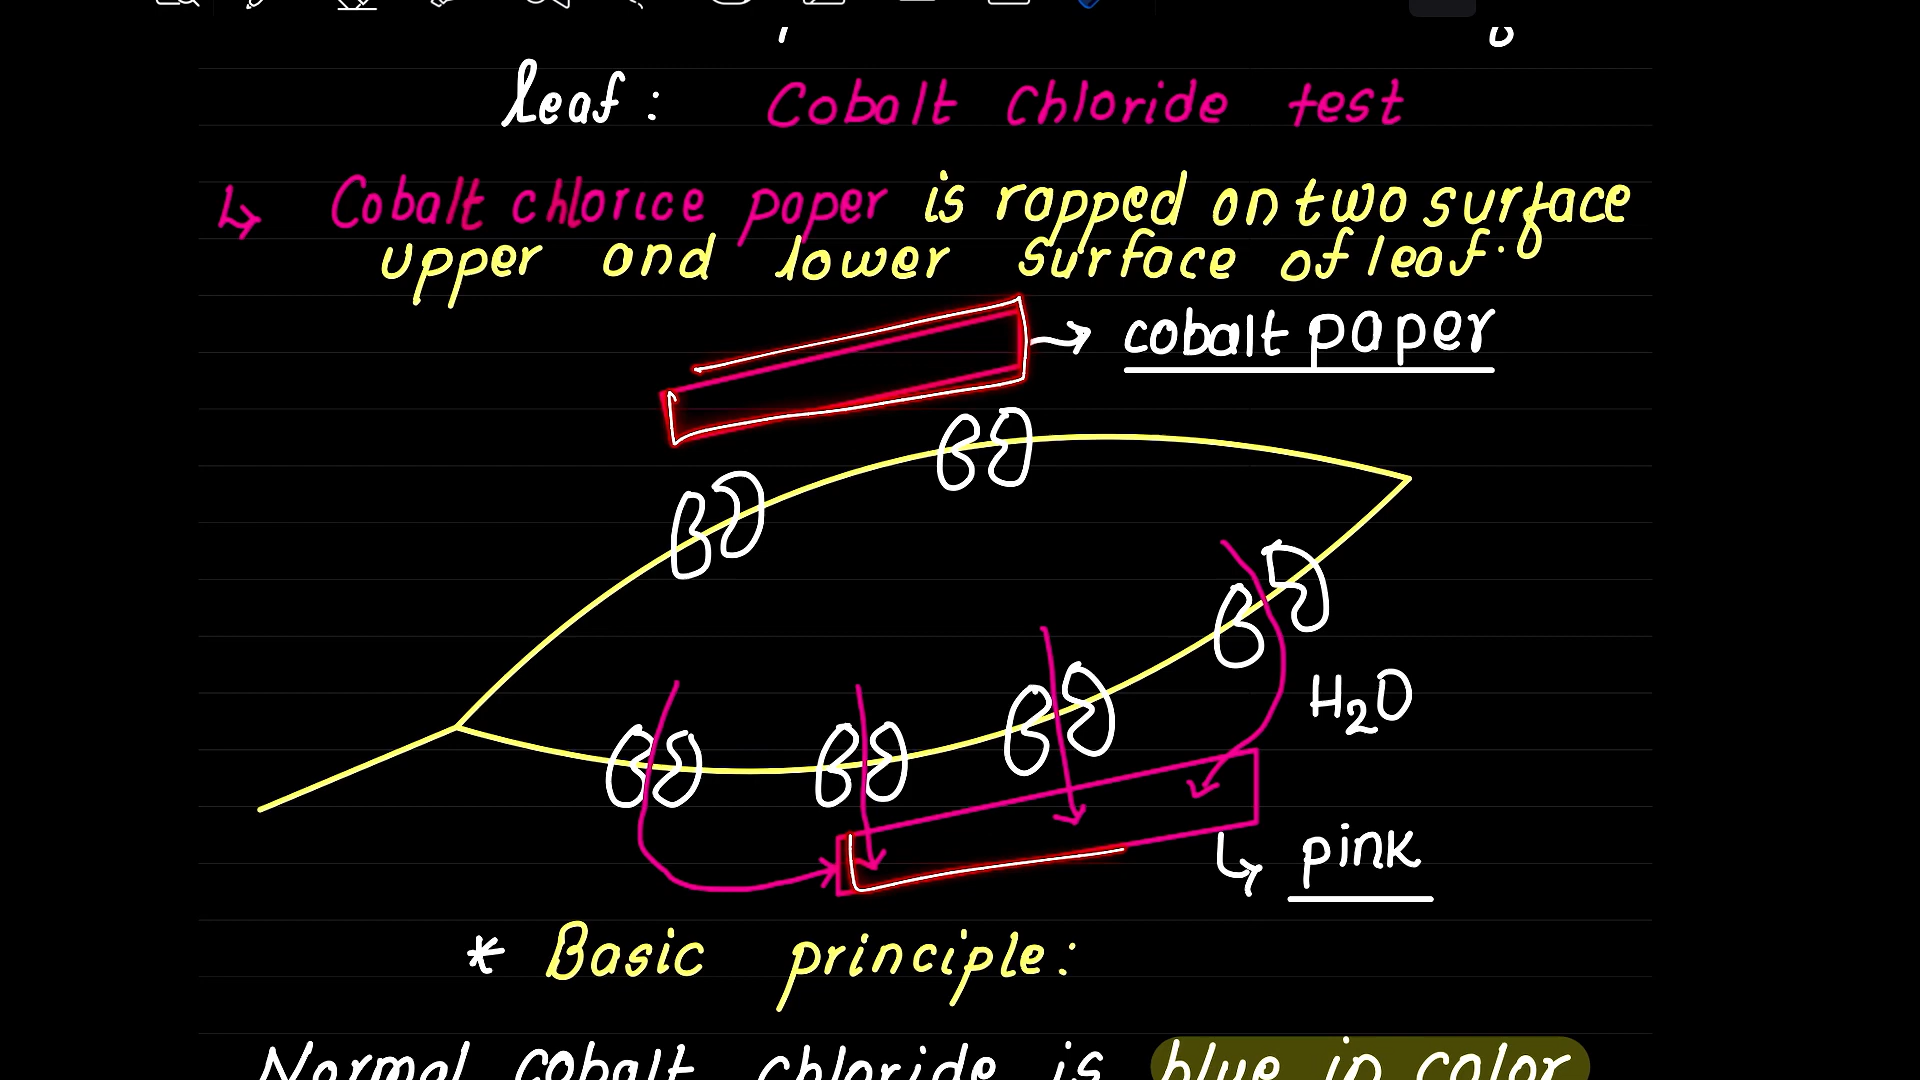 leaf: Cobalt Chloride test
↳ Cobalt chlorice paper is rapped on two surface
upper and lower surface of leaf.
→ cobalt paper
H₂O
↳ pink
* Basic principle:
Normal cobalt chloride is blue in color